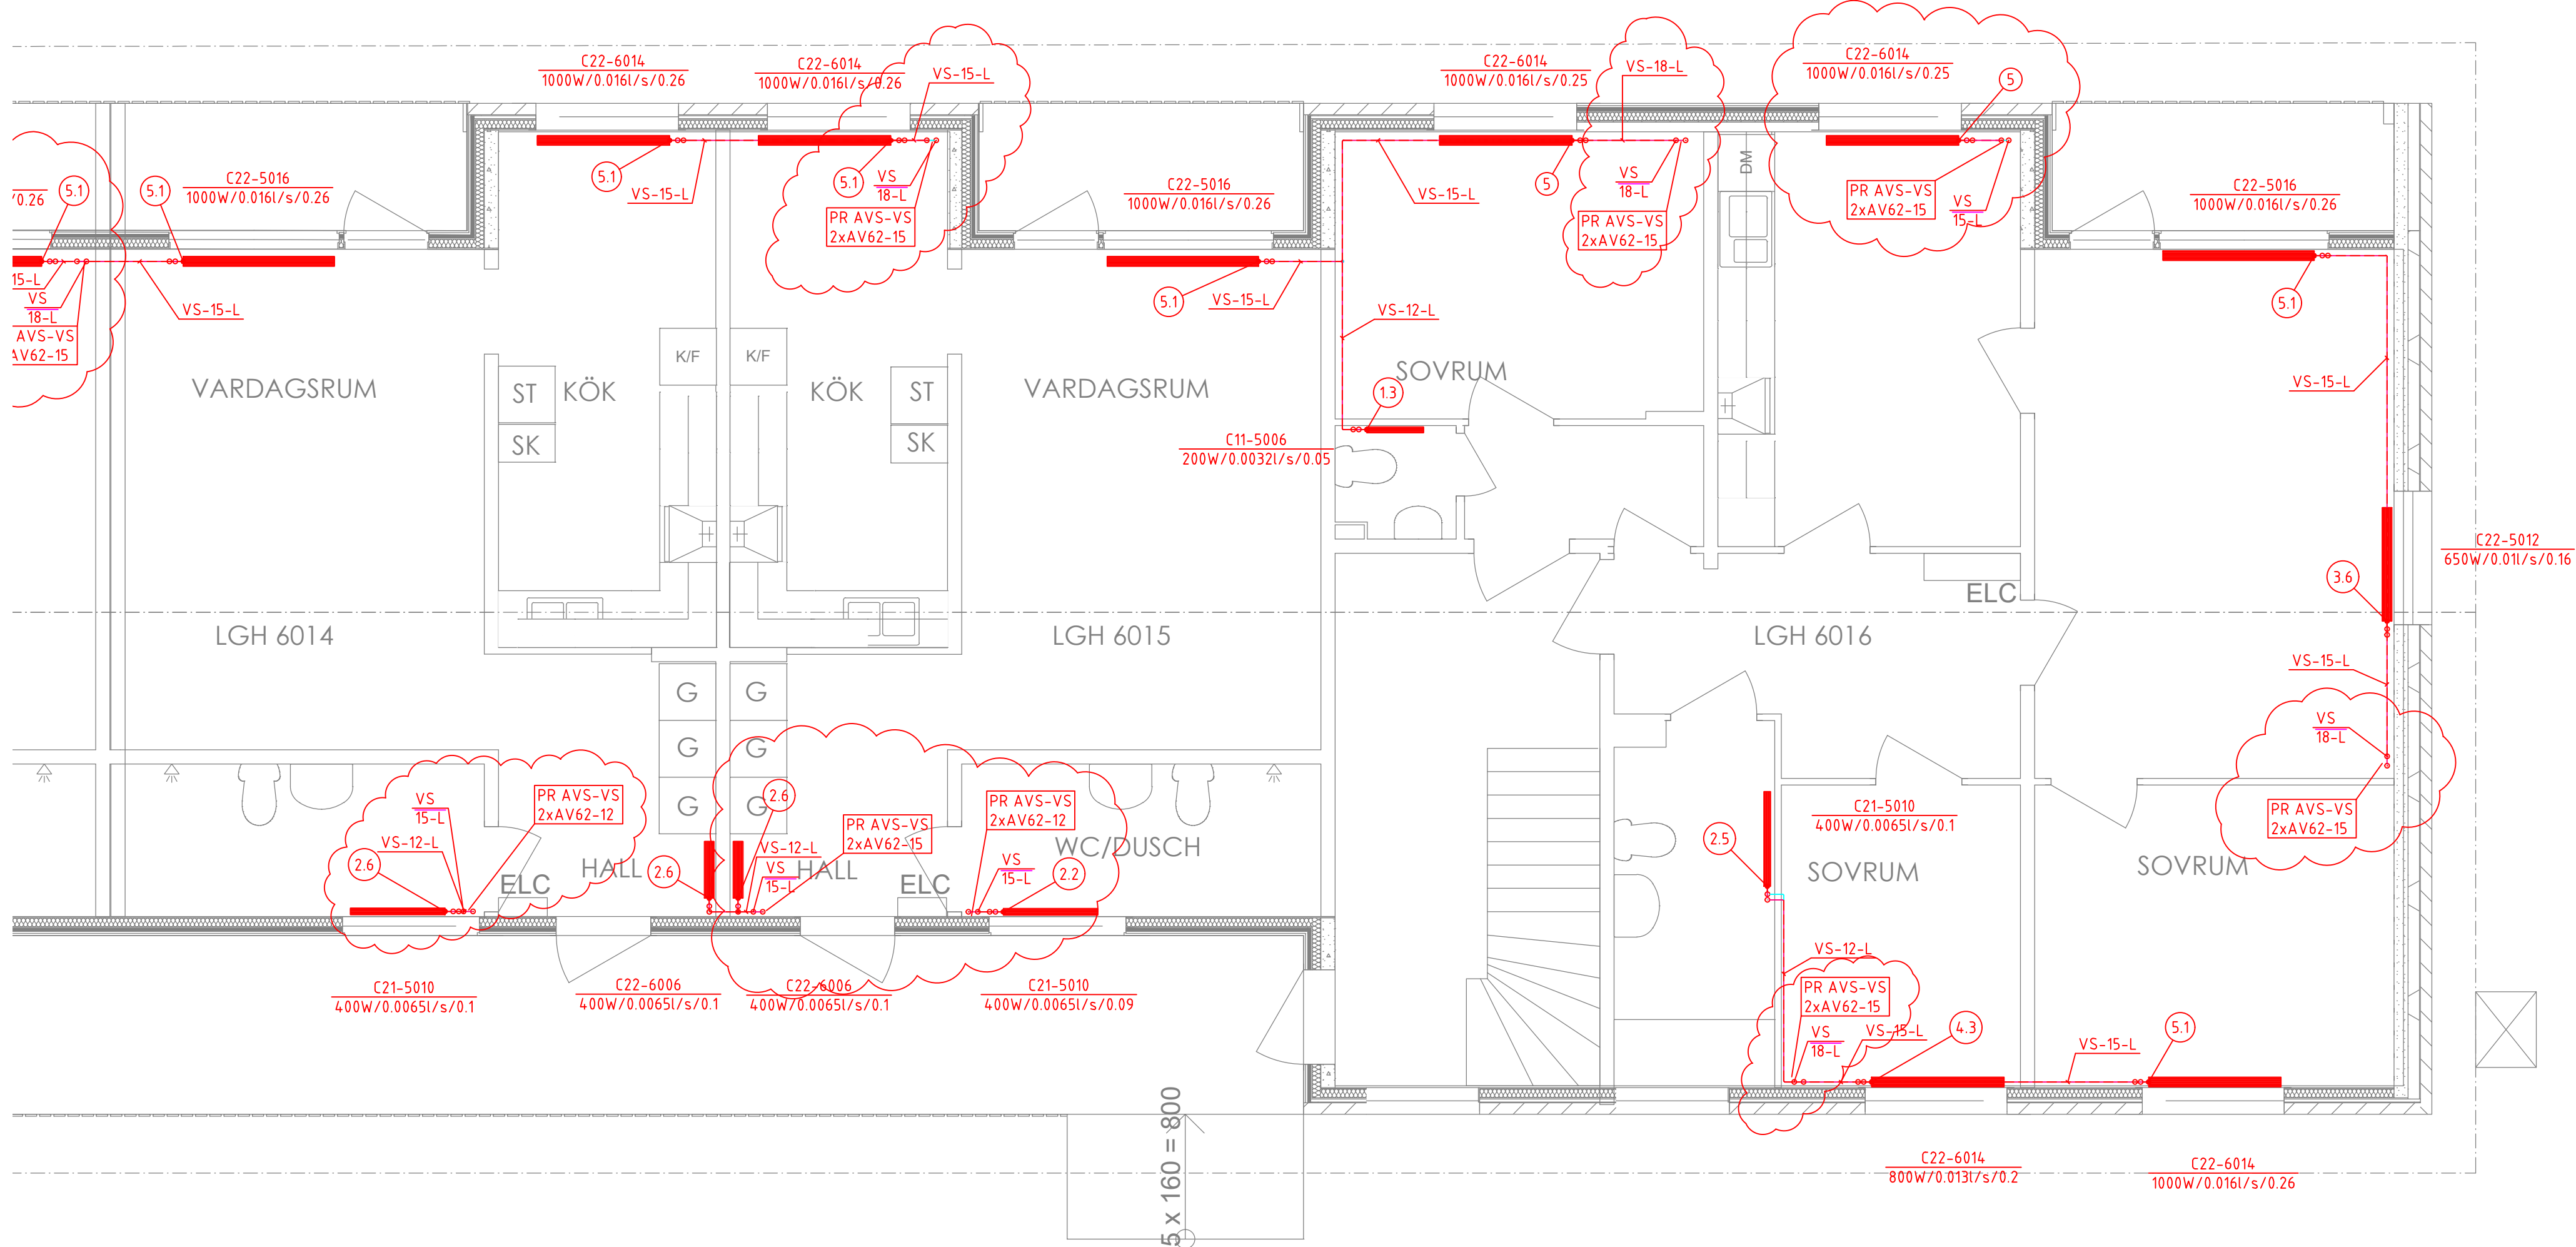 C22-6014
1000W/0.016l/s/0.26
C22-6014
1000W/0.016l/s/0.26
VS-15-L
C22-6014
1000W/0.016l/s/0.25
VS-18-L
C22-6014
1000W/0.016l/s/0.25
5
/0.26
5.1
5.1
C22-5016
1000W/0.016l/s/0.26
5.1
VS-15-L
5.1
VS
18-L
PR AVS-VS
2xAV62-15
C22-5016
1000W/0.016l/s/0.26
VS-15-L
5
VS
18-L
PR AVS-VS
2xAV62-15
DM
PR AVS-VS
2xAV62-15
VS
15-L
C22-5016
1000W/0.016l/s/0.26
15-L
VS
18-L
AVS-VS
AV62-15
VS-15-L
5.1
VS-15-L
VS-12-L
5.1
VS-15-L
K/F
K/F
VARDAGSRUM
ST
KÖK
SK
KÖK
ST
SK
VARDAGSRUM
SOVRUM
1.3
C11-5006
200W/0.0032l/s/0.05
C22-5012
650W/0.01l/s/0.16
3.6
ELC
LGH 6014
LGH 6015
LGH 6016
VS-15-L
G
G
G
G
G
G
VS
18-L
PR AVS-VS
2xAV62-15
VS
15-L
VS-12-L
2.6
PR AVS-VS
2xAV62-12
HALL
ELC
2.6
2.6
VS-12-L
VS
15-L
HALL
PR AVS-VS
2xAV62-15
ELC
PR AVS-VS
2xAV62-12
VS
15-L
2.2
WC/DUSCH
2.5
C21-5010
400W/0.0065l/s/0.1
SOVRUM
SOVRUM
VS-12-L
C21-5010
400W/0.0065l/s/0.1
C22-6006
400W/0.0065l/s/0.1
C22-6006
400W/0.0065l/s/0.1
C21-5010
400W/0.0065l/s/0.09
PR AVS-VS
2xAV62-15
VS
18-L
VS-15-L
4.3
VS-15-L
5.1
5 x 160 = 800
C22-6014
800W/0.013l/s/0.2
C22-6014
1000W/0.016l/s/0.26